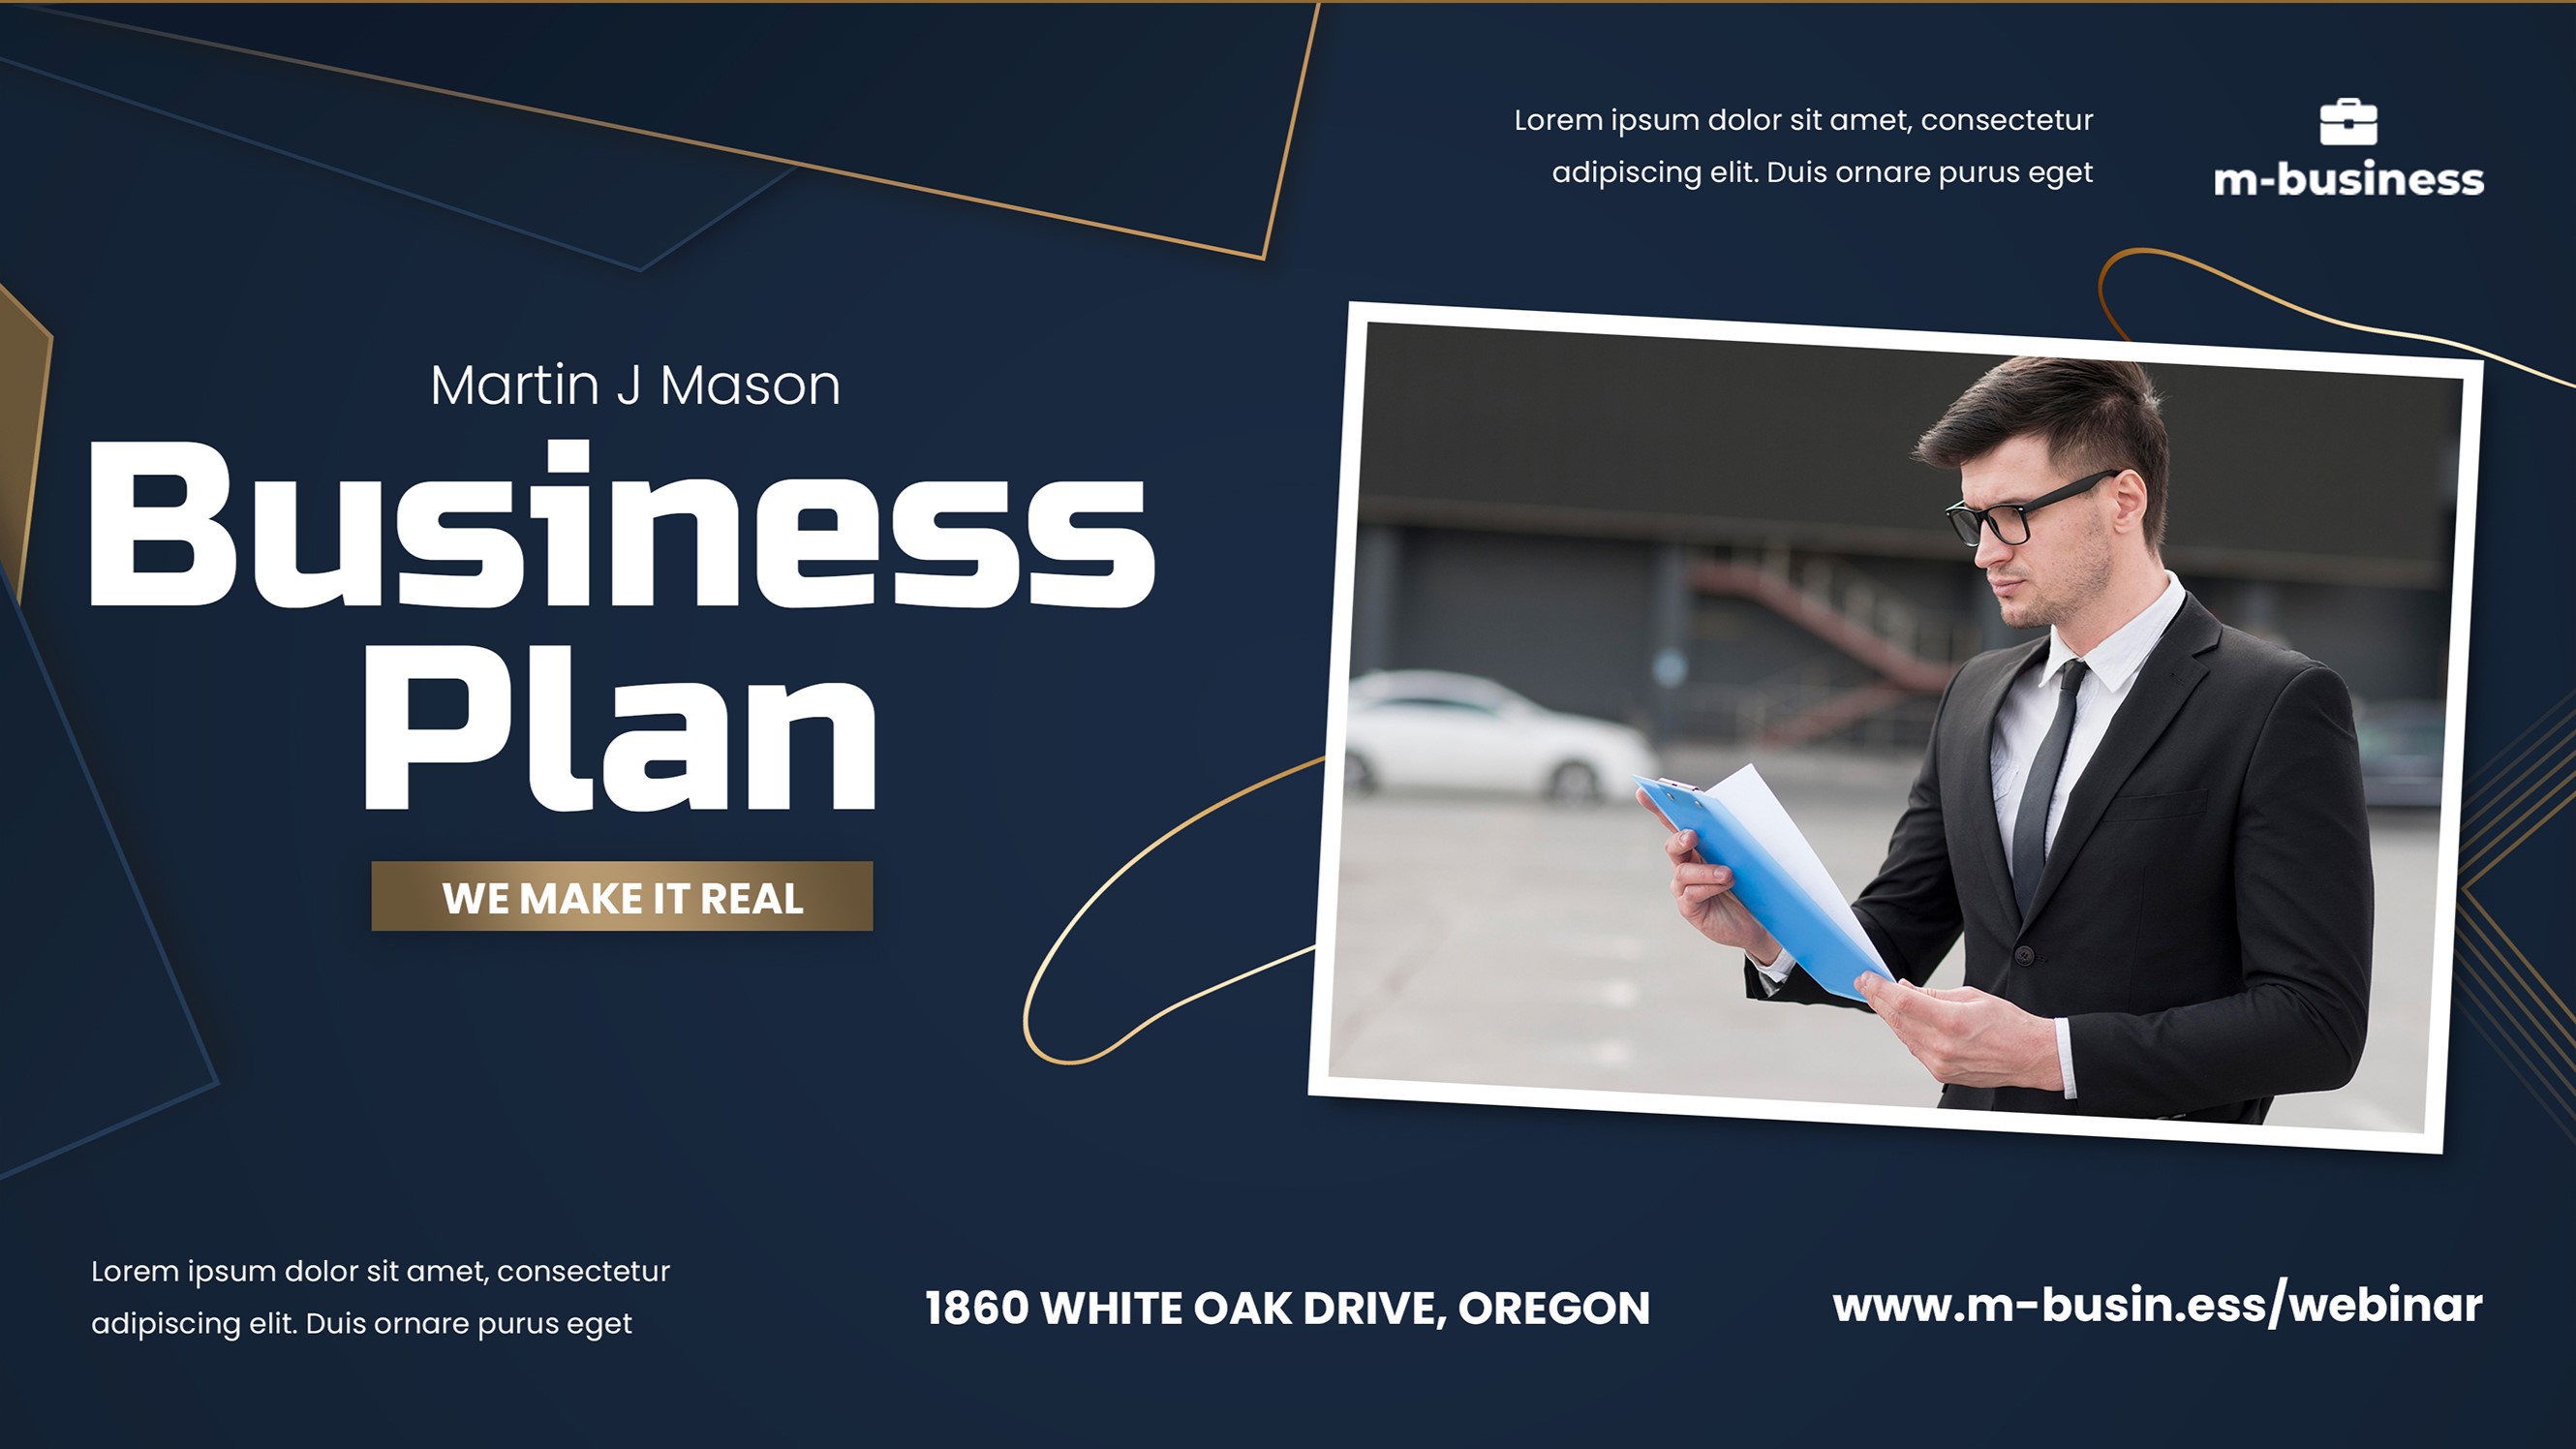 Lorem ipsum dolor sit amet, consectetur
adipiscing elit. Duis ornare purus eget
m-business
Martin J Mason
Business
Plan
WE MAKE IT REAL
Lorem ipsum dolor sit amet, consectetur
adipiscing elit. Duis ornare purus eget
1860 WHITE OAK DRIVE, OREGON
www.m-busin.ess/webinar